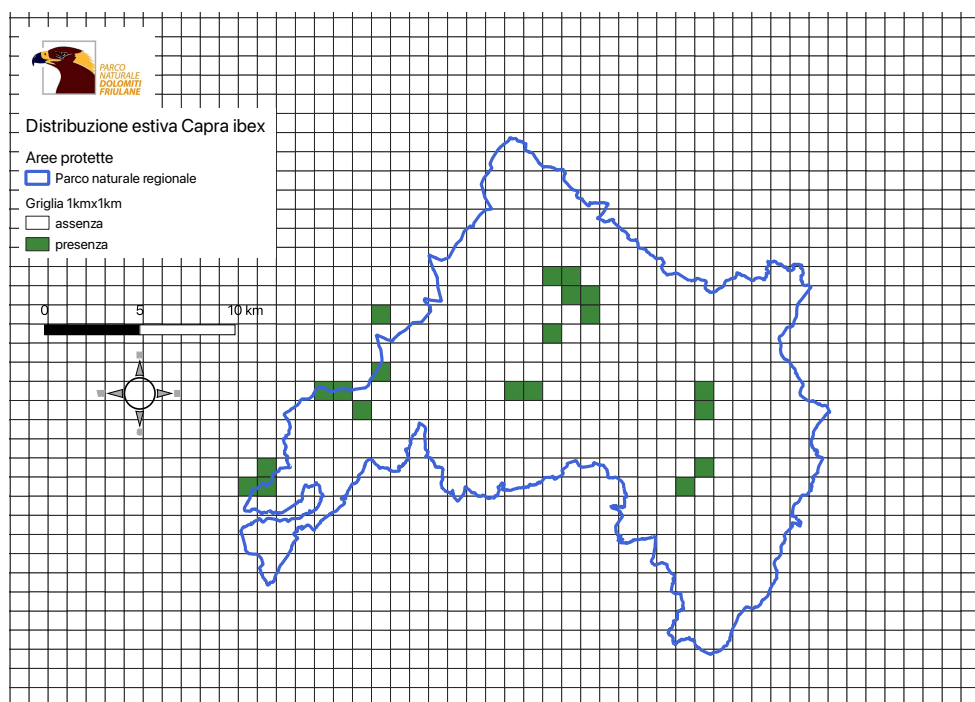 PARCO
NATURALE
DOLOMITI
FRIULANE
Distribuzione estiva Capra ibex
Aree protette
Parco naturale regionale
Griglia 1kmx1km
assenza
presenza
0 5 10 km